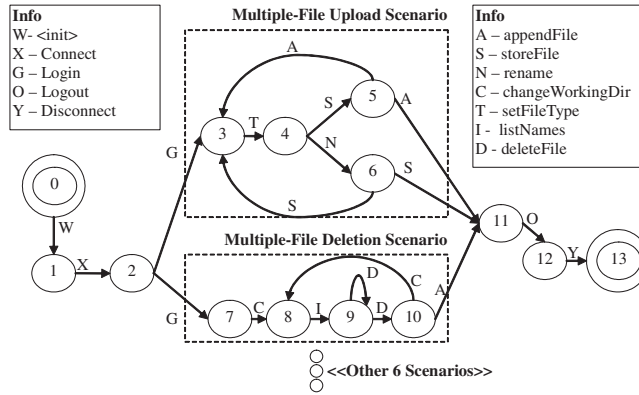 Info
W- <init>
X – Connect
G – Login
O – Logout
Y – Disconnect
Multiple-File Upload Scenario
Info
A – appendFile
S – storeFile
N – rename
C – changeWorkingDir
T – setFileType
I - listNames
D – deleteFile
A
S
5
A
3
T
4
G
N
6
S
0
S
W
11
O
Multiple-File Deletion Scenario
1
X
2
12
Y
13
D
C
G
7
C
8
I
9
D
10
A
<<Other 6 Scenarios>>